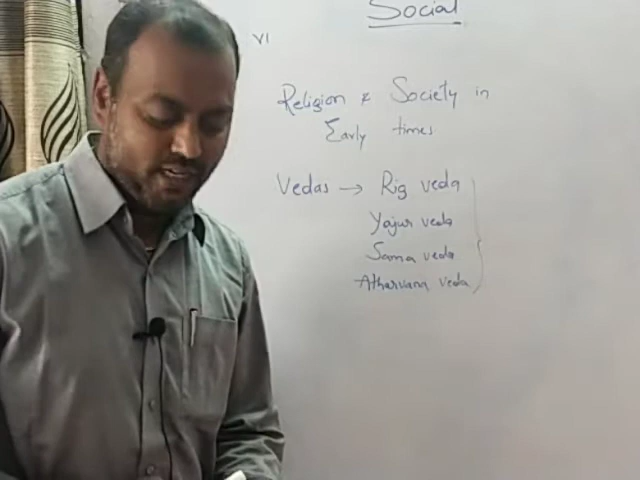 Social
VI
Religion & Society in
Early times
Vedas → Rig veda
Yajur veda
Sama veda
Atharvana veda